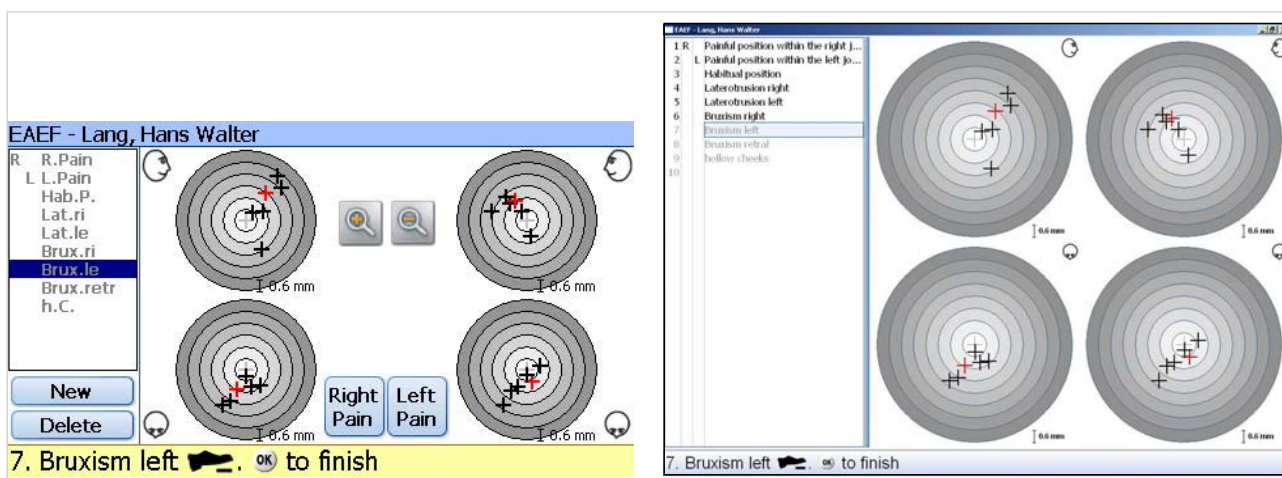 EAEF - Lang, Hans Walter
R R.Pain
L L.Pain
Hab.P.
Lat.ri
Lat.le
Brux.ri
Brux.le
Brux.retr
h.C.
New
Delete
0.6 mm
0.6 mm
0.6 mm
0.6 mm
Right Pain
Left Pain
7. Bruxism left . OK to finish
EAEF - Lang, Hans Walter
1 R Painful position within the right j...
2 L Painful position within the left jo...
3 Habitual position
4 Laterotrusion right
5 Laterotrusion left
6 Bruxism right
7 Bruxism left
8 Bruxism retral
9 hollow cheeks
10
0.6 mm
0.6 mm
0.6 mm
0.6 mm
7. Bruxism left . OK to finish